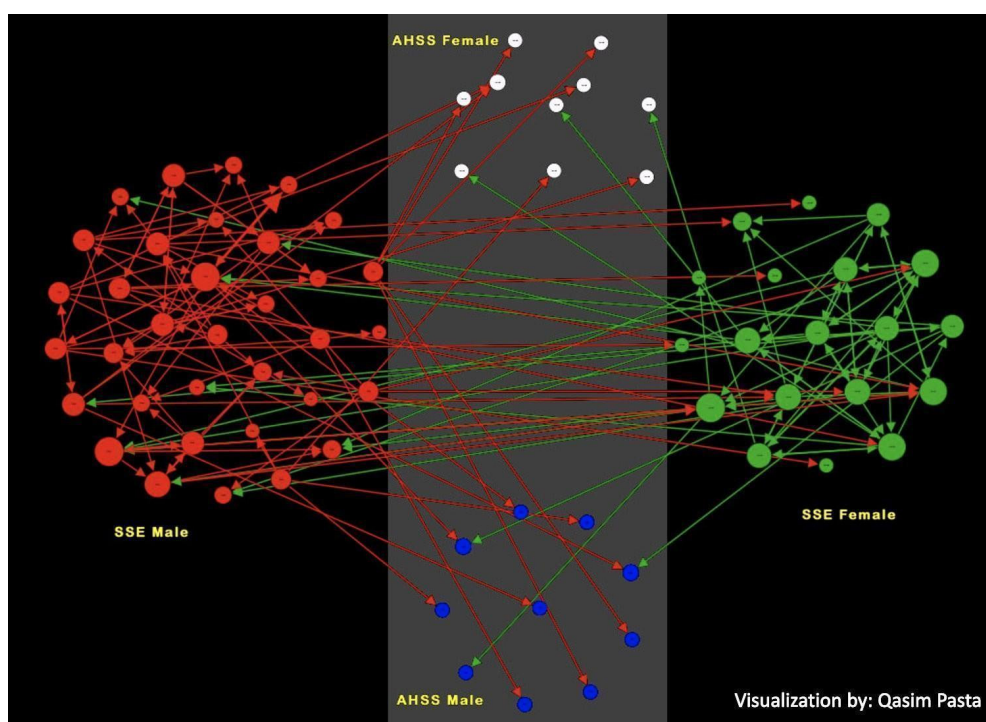 AHSS Female
SSE Male
SSE Female
AHSS Male
Visualization by: Qasim Pasta